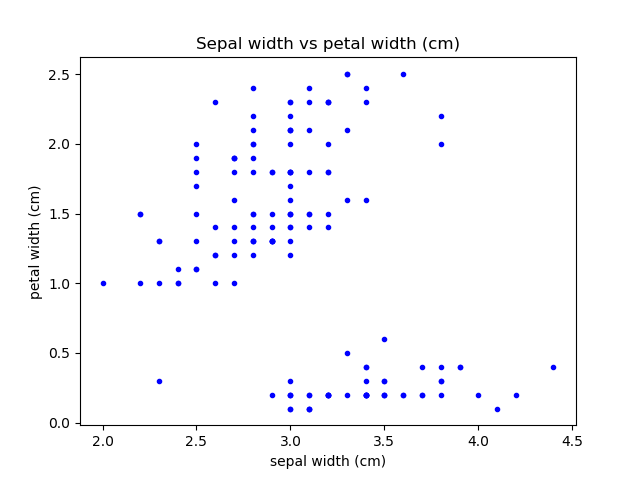 Sepal width vs petal width (cm)
2.5
2.0
1.5
1.0
0.5
0.0
petal width (cm)
2.0 2.5 3.0 3.5 4.0 4.5
sepal width (cm)